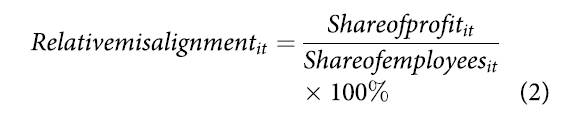 Relativemisalignment_it = Shareofprofit_it / Shareofemployees_it
× 100% (2)